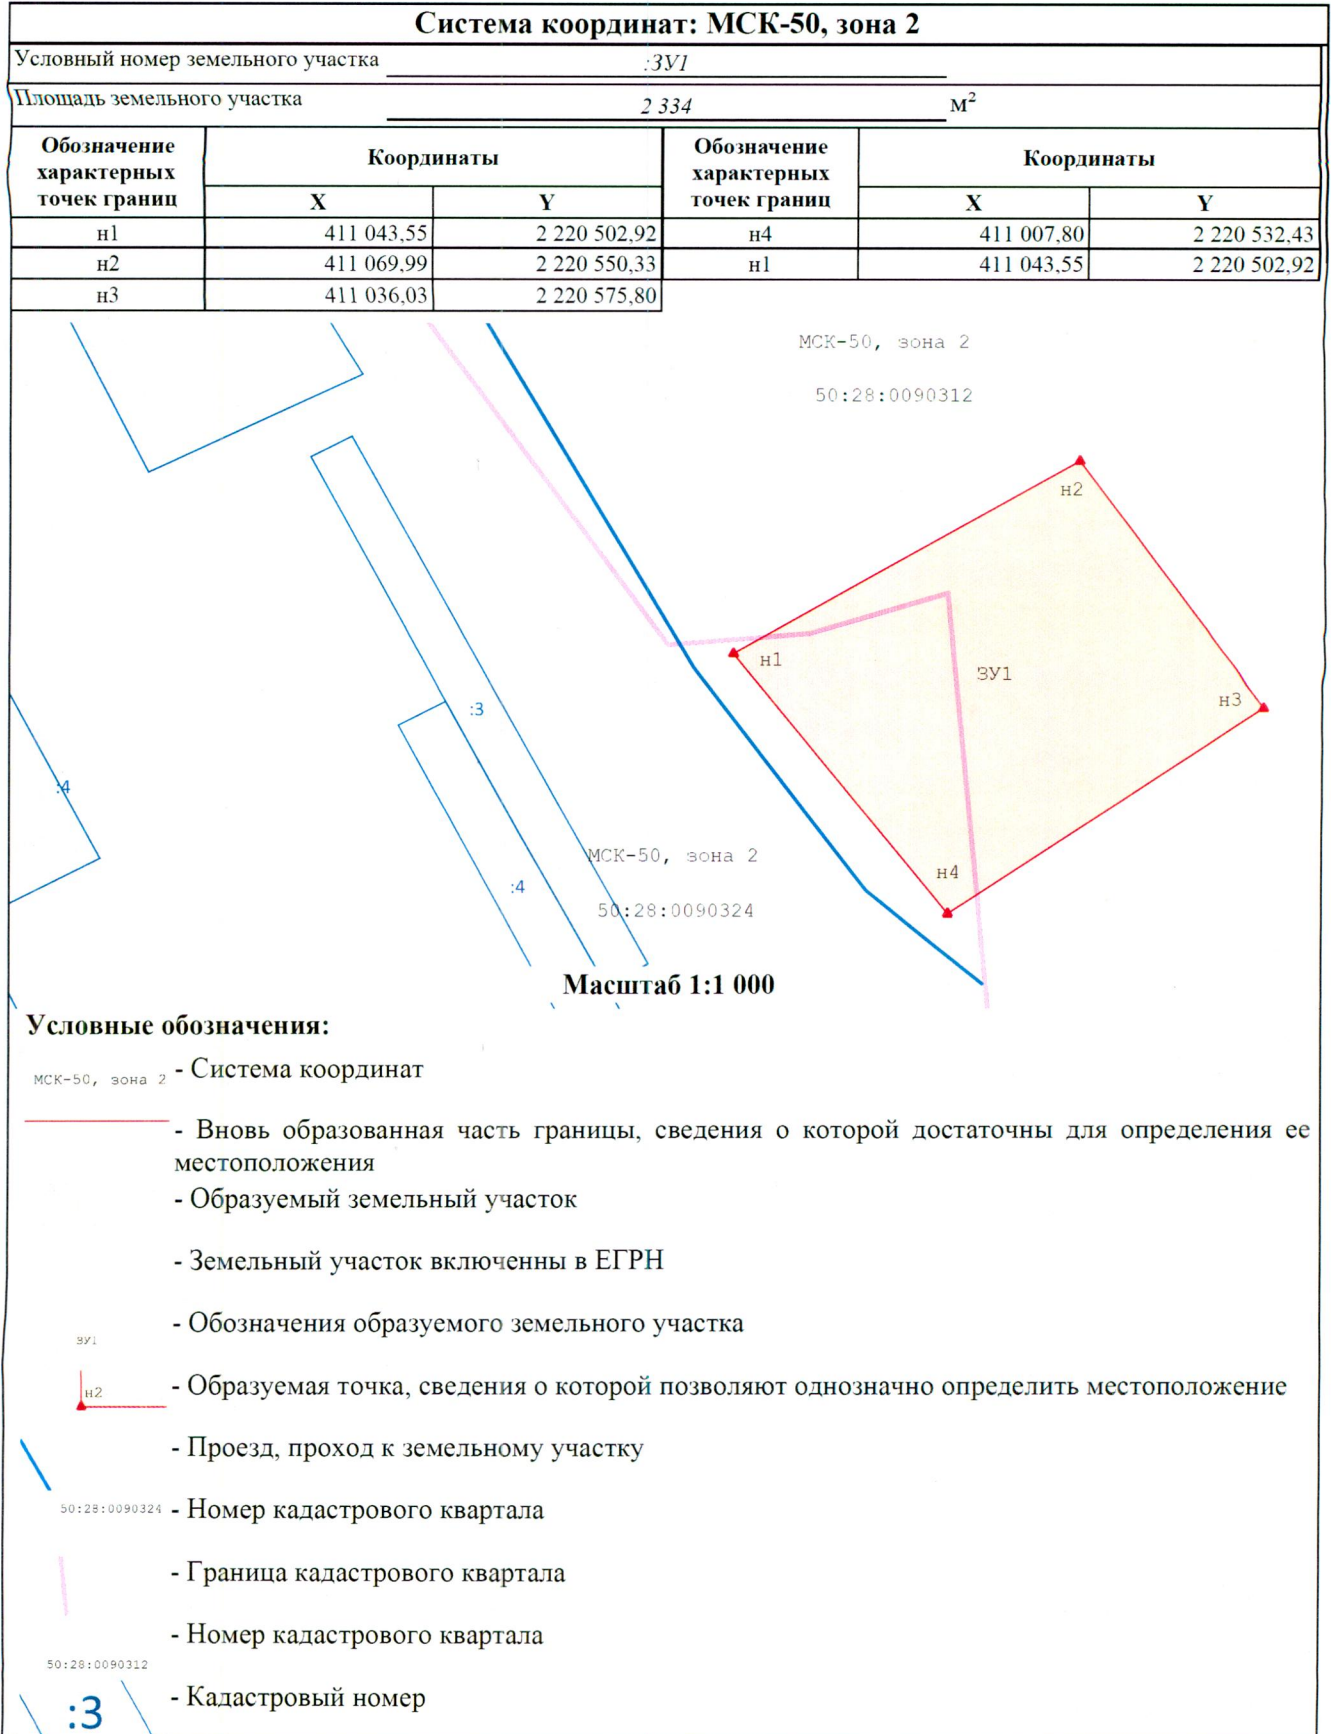 Система координат: МСК-50, зона 2
Условный номер земельного участка :ЗУ1
Площадь земельного участка 2 334 м²
Обозначение характерных точек границ Координаты Обозначение характерных точек границ Координаты
X Y X Y
н1 411 043,55 2 220 502,92 н4 411 007,80 2 220 532,43
н2 411 069,99 2 220 550,33 н1 411 043,55 2 220 502,92
н3 411 036,03 2 220 575,80
МСК-50, зона 2
50:28:0090312
н2
н1
ЗУ1
н3
:3
:4
МСК-50, зона 2
н4
:4
50:28:0090324
Масштаб 1:1 000
Условные обозначения:
МСК-50, зона 2 - Система координат
- Вновь образованная часть границы, сведения о которой достаточны для определения ее
местоположения
- Образуемый земельный участок
- Земельный участок включенны в ЕГРН
ЗУ1 - Обозначения образуемого земельного участка
н2 - Образуемая точка, сведения о которой позволяют однозначно определить местоположение
- Проезд, проход к земельному участку
50:28:0090324 - Номер кадастрового квартала
- Граница кадастрового квартала
- Номер кадастрового квартала
50:28:0090312
:3 - Кадастровый номер